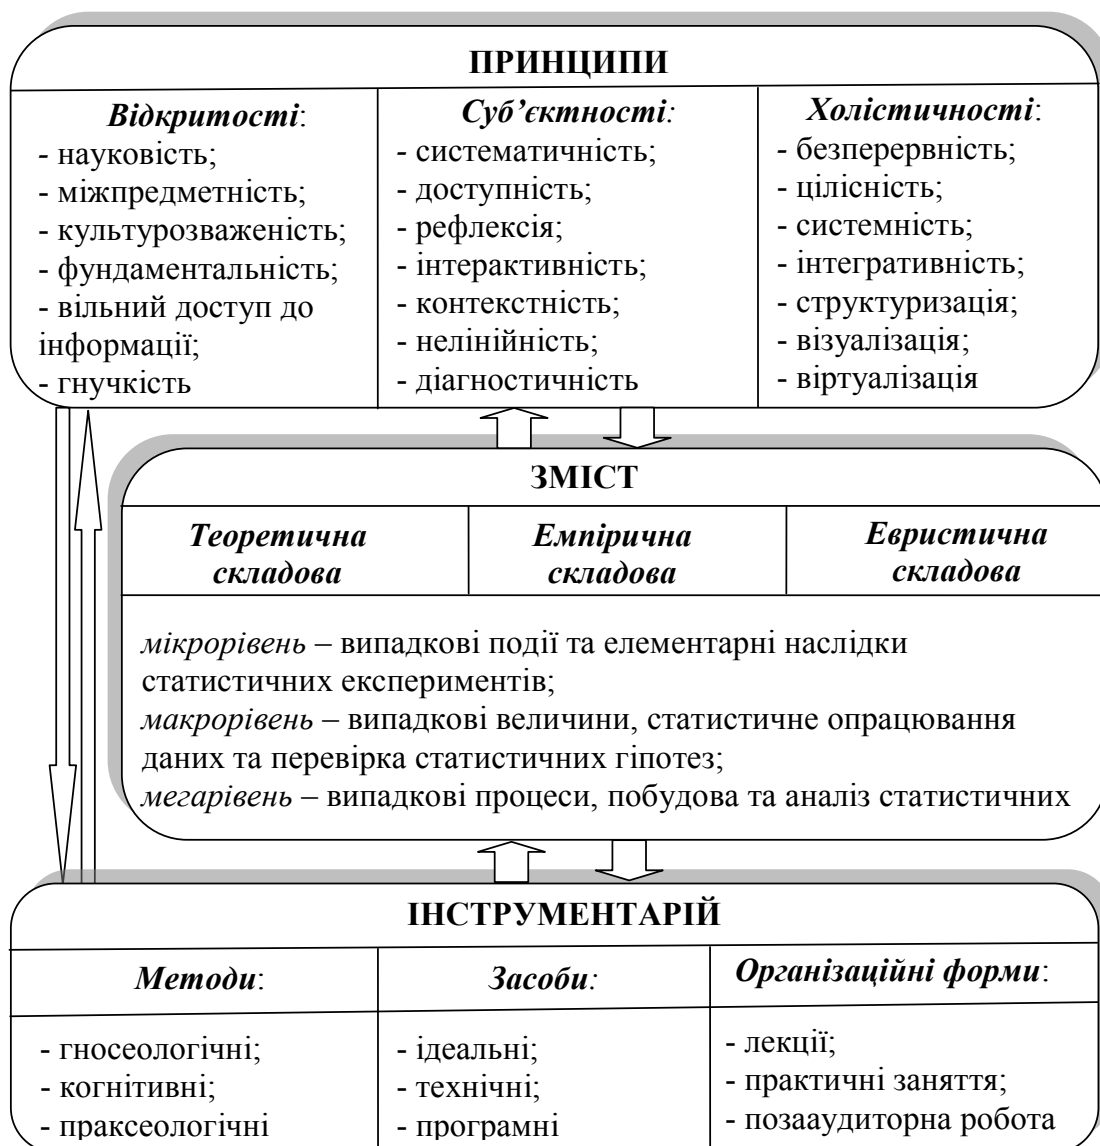 ПРИНЦИПИ
Відкритості:
- науковість;
- міжпредметність;
- культурозваженість;
- фундаментальність;
- вільний доступ до
інформації;
- гнучкість
Суб’єктності:
- систематичність;
- доступність;
- рефлексія;
- інтерактивність;
- контекстність;
- нелінійність;
- діагностичність
Холістичності:
- безперервність;
- цілісність;
- системність;
- інтегративність;
- структуризація;
- візуалізація;
- віртуалізація
ЗМІСТ
Теоретична
складова
Емпірична
складова
Евристична
складова
мікрорівень – випадкові події та елементарні наслідки
статистичних експериментів;
макрорівень – випадкові величини, статистичне опрацювання
даних та перевірка статистичних гіпотез;
мегарівень – випадкові процеси, побудова та аналіз статистичних
ІНСТРУМЕНТАРІЙ
Методи:
- гносеологічні;
- когнітивні;
- праксеологічні
Засоби:
- ідеальні;
- технічні;
- програмні
Організаційні форми:
- лекції;
- практичні заняття;
- позааудиторна робота